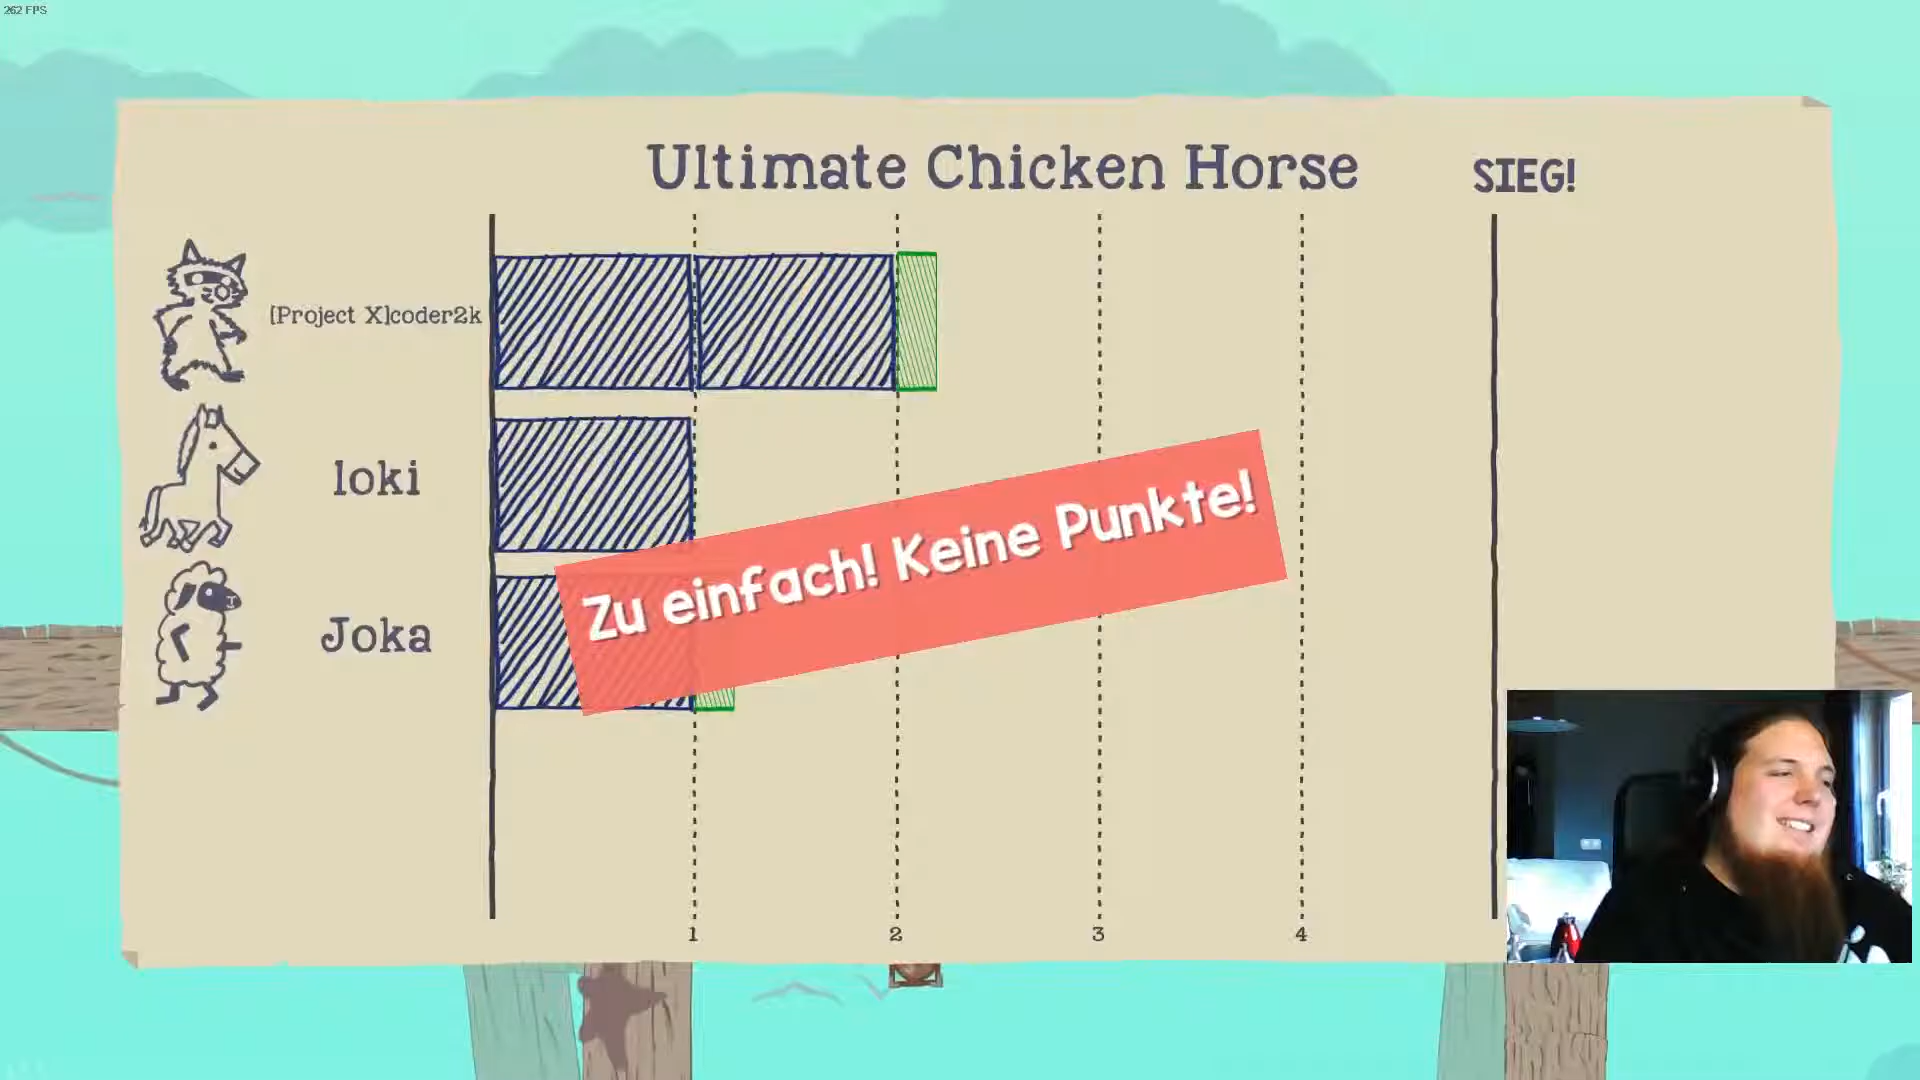 262 FPS
Ultimate Chicken Horse
SIEG!
[Project X]coder2k
loki
Zu einfach! Keine Punkte!
Joka
1 2 3 4